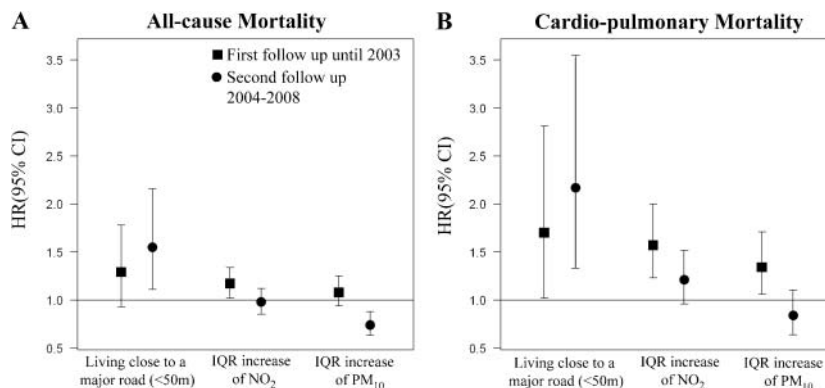 A
All-cause Mortality
HR(95% CI)
3.5
3.0
2.5
2.0
1.5
1.0
0.5
First follow up until 2003
Second follow up
2004-2008
Living close to a
major road (<50m)
IQR increase
of NO₂
IQR increase
of PM₁₀
B
Cardio-pulmonary Mortality
HR(95% CI)
3.5
3.0
2.5
2.0
1.5
1.0
0.5
Living close to a
major road (<50m)
IQR increase
of NO₂
IQR increase
of PM₁₀